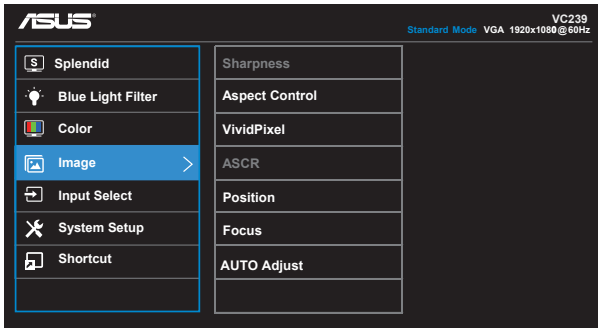 ASUS
VC239
Standard Mode VGA 1920x1080@60Hz
S Splendid
Blue Light Filter
Color
Image
Input Select
System Setup
Shortcut
Sharpness
Aspect Control
VividPixel
ASCR
Position
Focus
AUTO Adjust